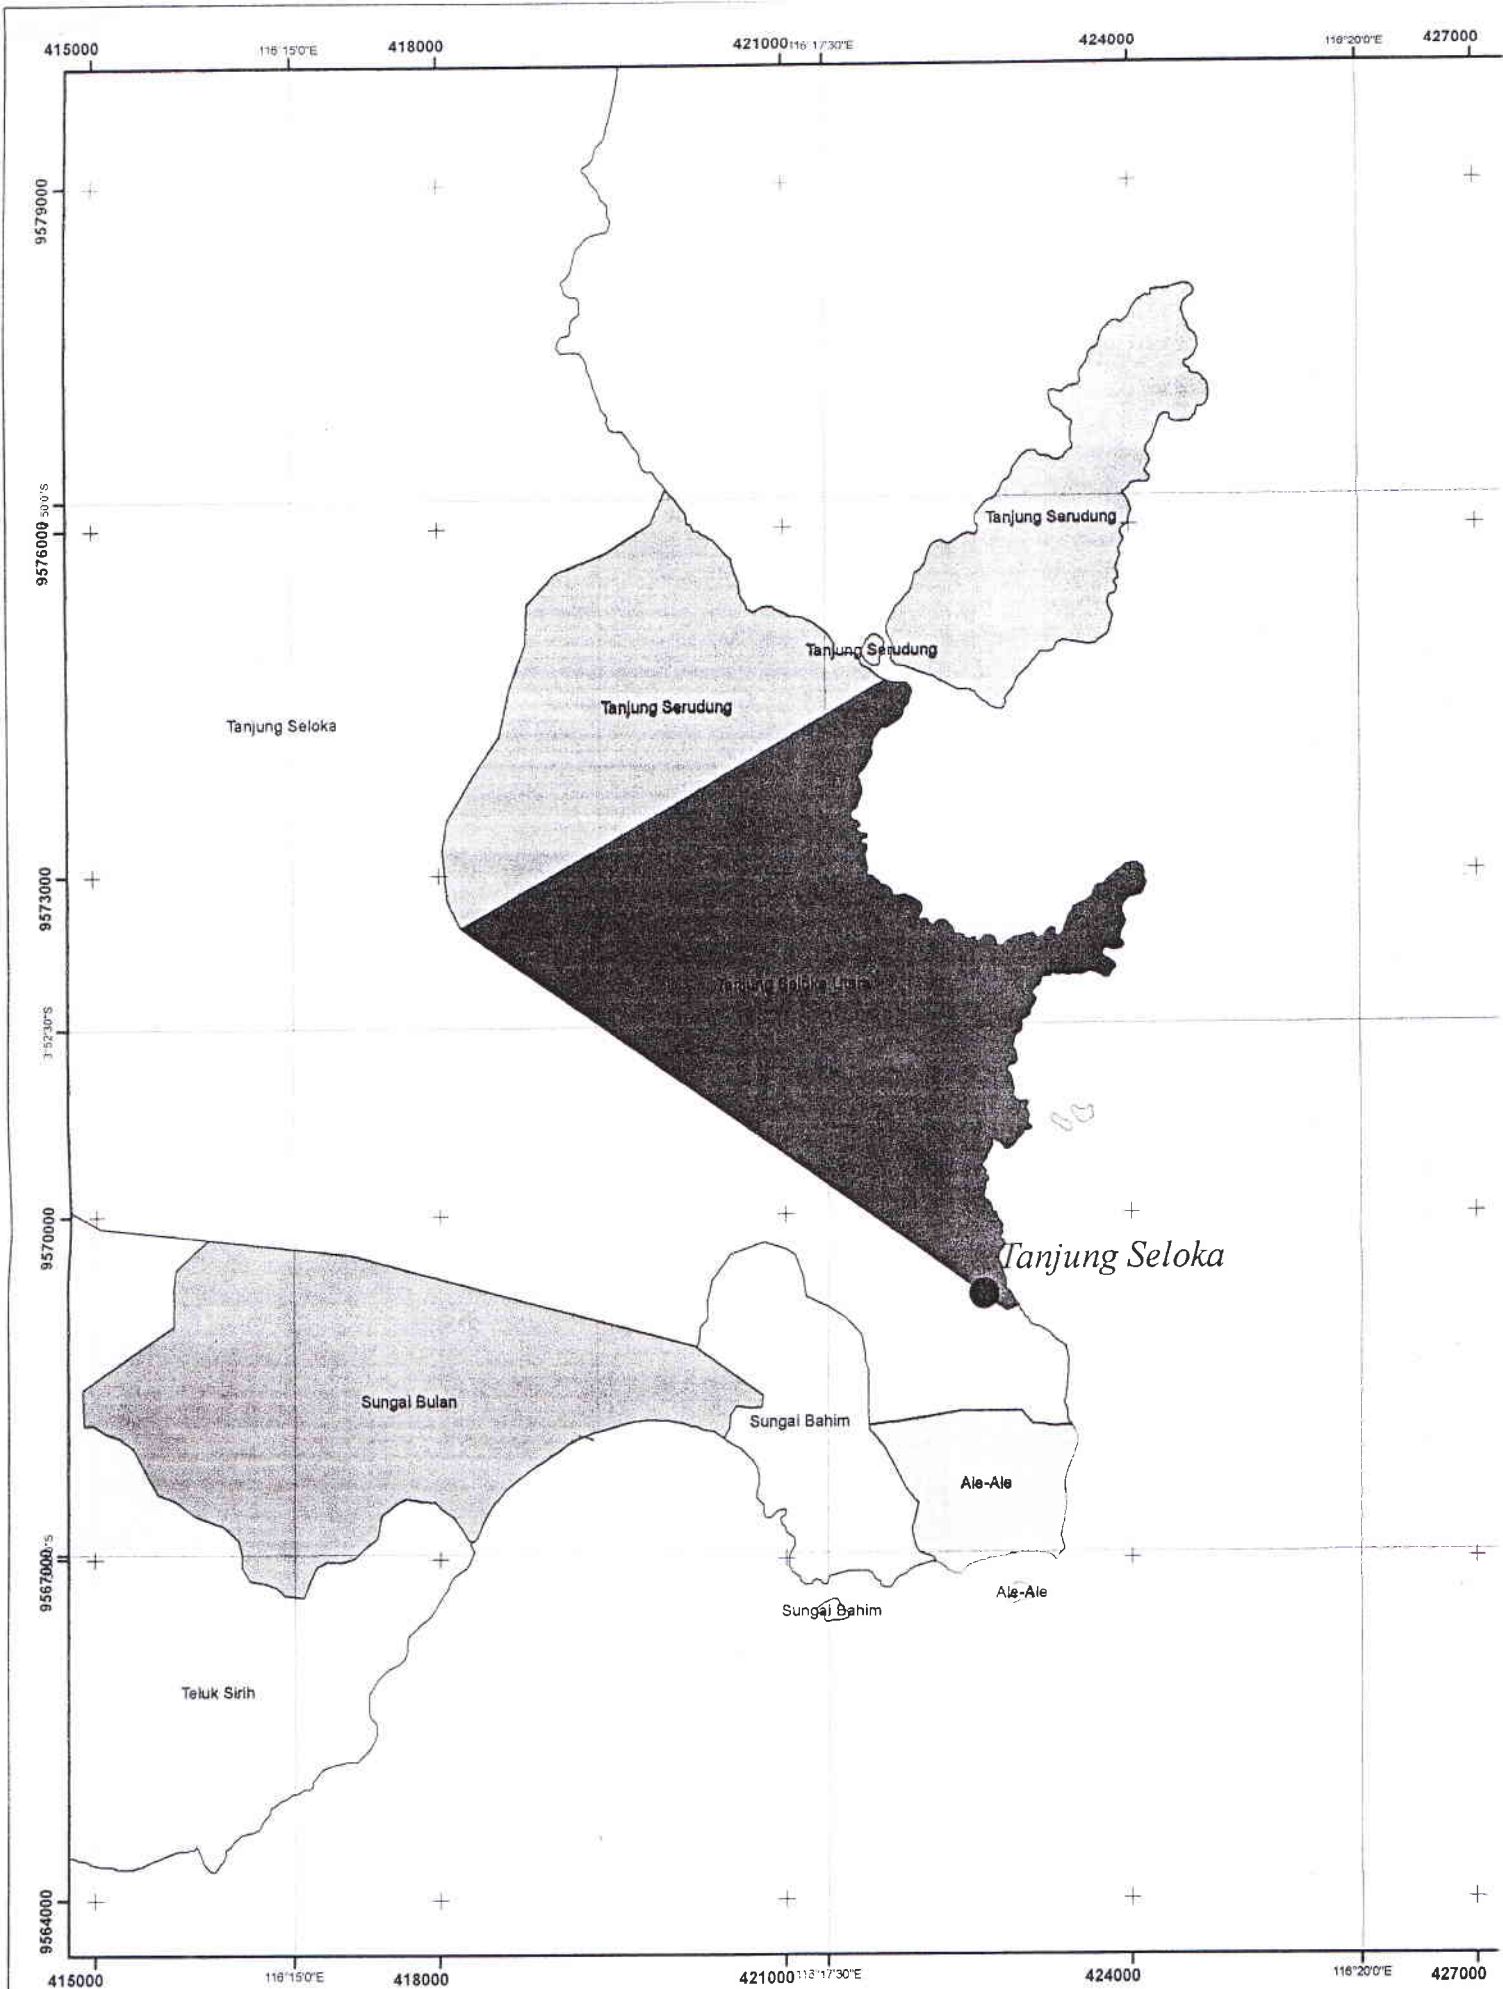 415000 116°15'0"E 418000 421000 116°17'30"E 424000 116°20'0"E 427000
9579000
Tanjung Serudung
9576000
Tanjung Serudung
Tanjung Serudung
Tanjung Seloka
9573000
Tanjung Seloka Utara
3°52'30"S
9570000
Tanjung Seloka
Sungai Bulan
Sungai Bahim
Ale-Ale
9567000
Ale-Ale
Sungai Bahim
Teluk Sirih
9564000
415000 116°15'0"E 418000 421000 116°17'30"E 424000 116°20'0"E 427000